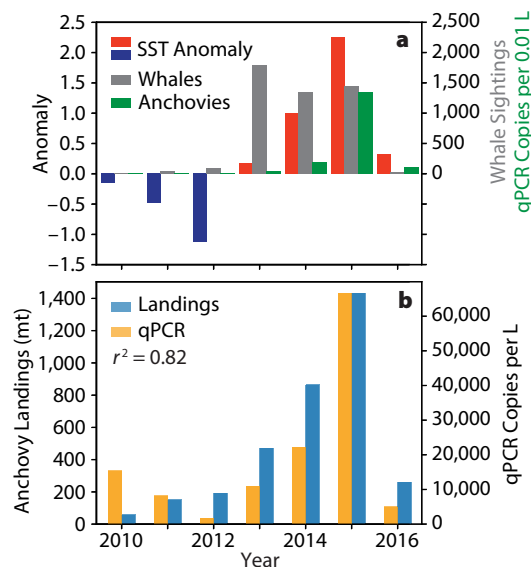 a
SST Anomaly
Whales
Anchovies
Anomaly
2.5
2.0
1.5
1.0
0.5
0.0
−0.5
−1.0
−1.5
2,500
2,000
1,500
1,000
500
0
Whale Sightings
qPCR Copies per 0.01 L
b
Landings
qPCR
r² = 0.82
Anchovy Landings (mt)
1,400
1,200
1,000
800
600
400
200
0
60,000
50,000
40,000
30,000
20,000
10,000
0
qPCR Copies per L
2010 2012 2014 2016
Year